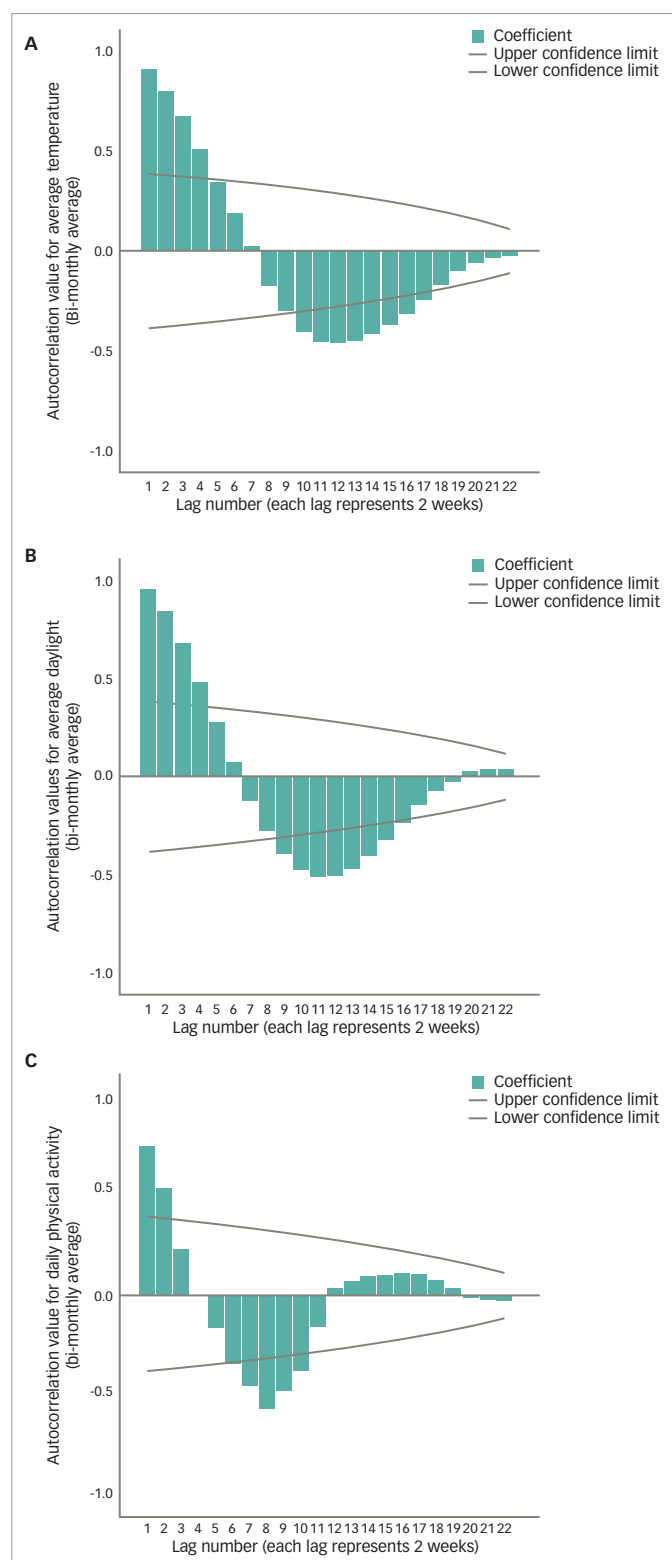 A
Coefficient
Upper confidence limit
Lower confidence limit
Autocorrelation value for average temperature
(Bi-monthly average)
1.0
0.5
0.0
-0.5
-1.0
1 2 3 4 5 6 7 8 9 10 11 12 13 14 15 16 17 18 19 20 21 22
Lag number (each lag represents 2 weeks)
B
Coefficient
Upper confidence limit
Lower confidence limit
Autocorrelation values for average daylight
(bi-monthly average)
1.0
0.5
0.0
-0.5
-1.0
1 2 3 4 5 6 7 8 9 10 11 12 13 14 15 16 17 18 19 20 21 22
Lag number (each lag represents 2 weeks)
C
Coefficient
Upper confidence limit
Lower confidence limit
Autocorrelation value for daily physical activity
(bi-monthly average)
1.0
0.5
0.0
-0.5
-1.0
1 2 3 4 5 6 7 8 9 10 11 12 13 14 15 16 17 18 19 20 21 22
Lag number (each lag represents 2 weeks)